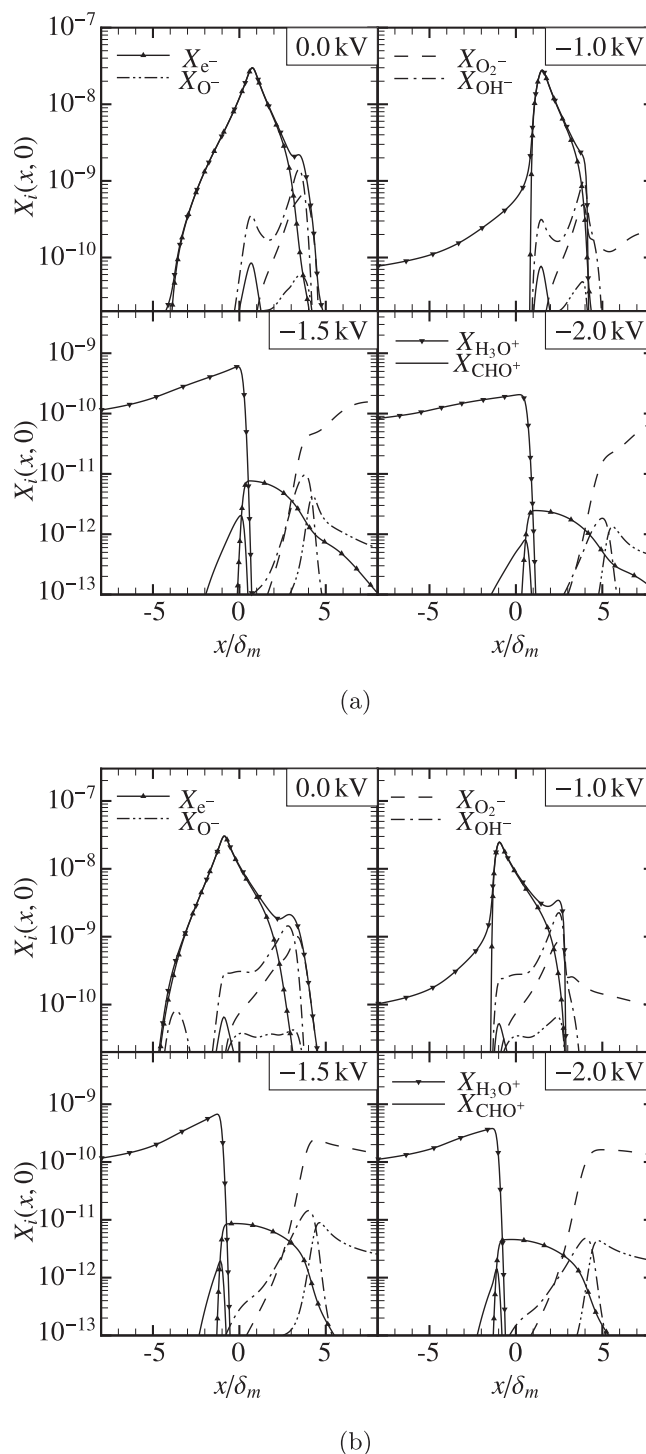 10⁻⁷
X_e⁻
X_O⁻
0.0 kV
X_O₂⁻
X_OH⁻
−1.0 kV
10⁻⁸
10⁻⁹
10⁻¹⁰
X_i(x, 0)
−1.5 kV
X_H₃O⁺
X_CHO⁺
−2.0 kV
10⁻⁹
10⁻¹⁰
10⁻¹¹
10⁻¹²
10⁻¹³
X_i(x, 0)
-5 0 5 -5 0 5
x/δ_m x/δ_m
(a)
X_e⁻
X_O⁻
0.0 kV
X_O₂⁻
X_OH⁻
−1.0 kV
10⁻⁷
10⁻⁸
10⁻⁹
10⁻¹⁰
X_i(x, 0)
−1.5 kV
X_H₃O⁺
X_CHO⁺
−2.0 kV
10⁻⁹
10⁻¹⁰
10⁻¹¹
10⁻¹²
10⁻¹³
X_i(x, 0)
-5 0 5 -5 0 5
x/δ_m x/δ_m
(b)